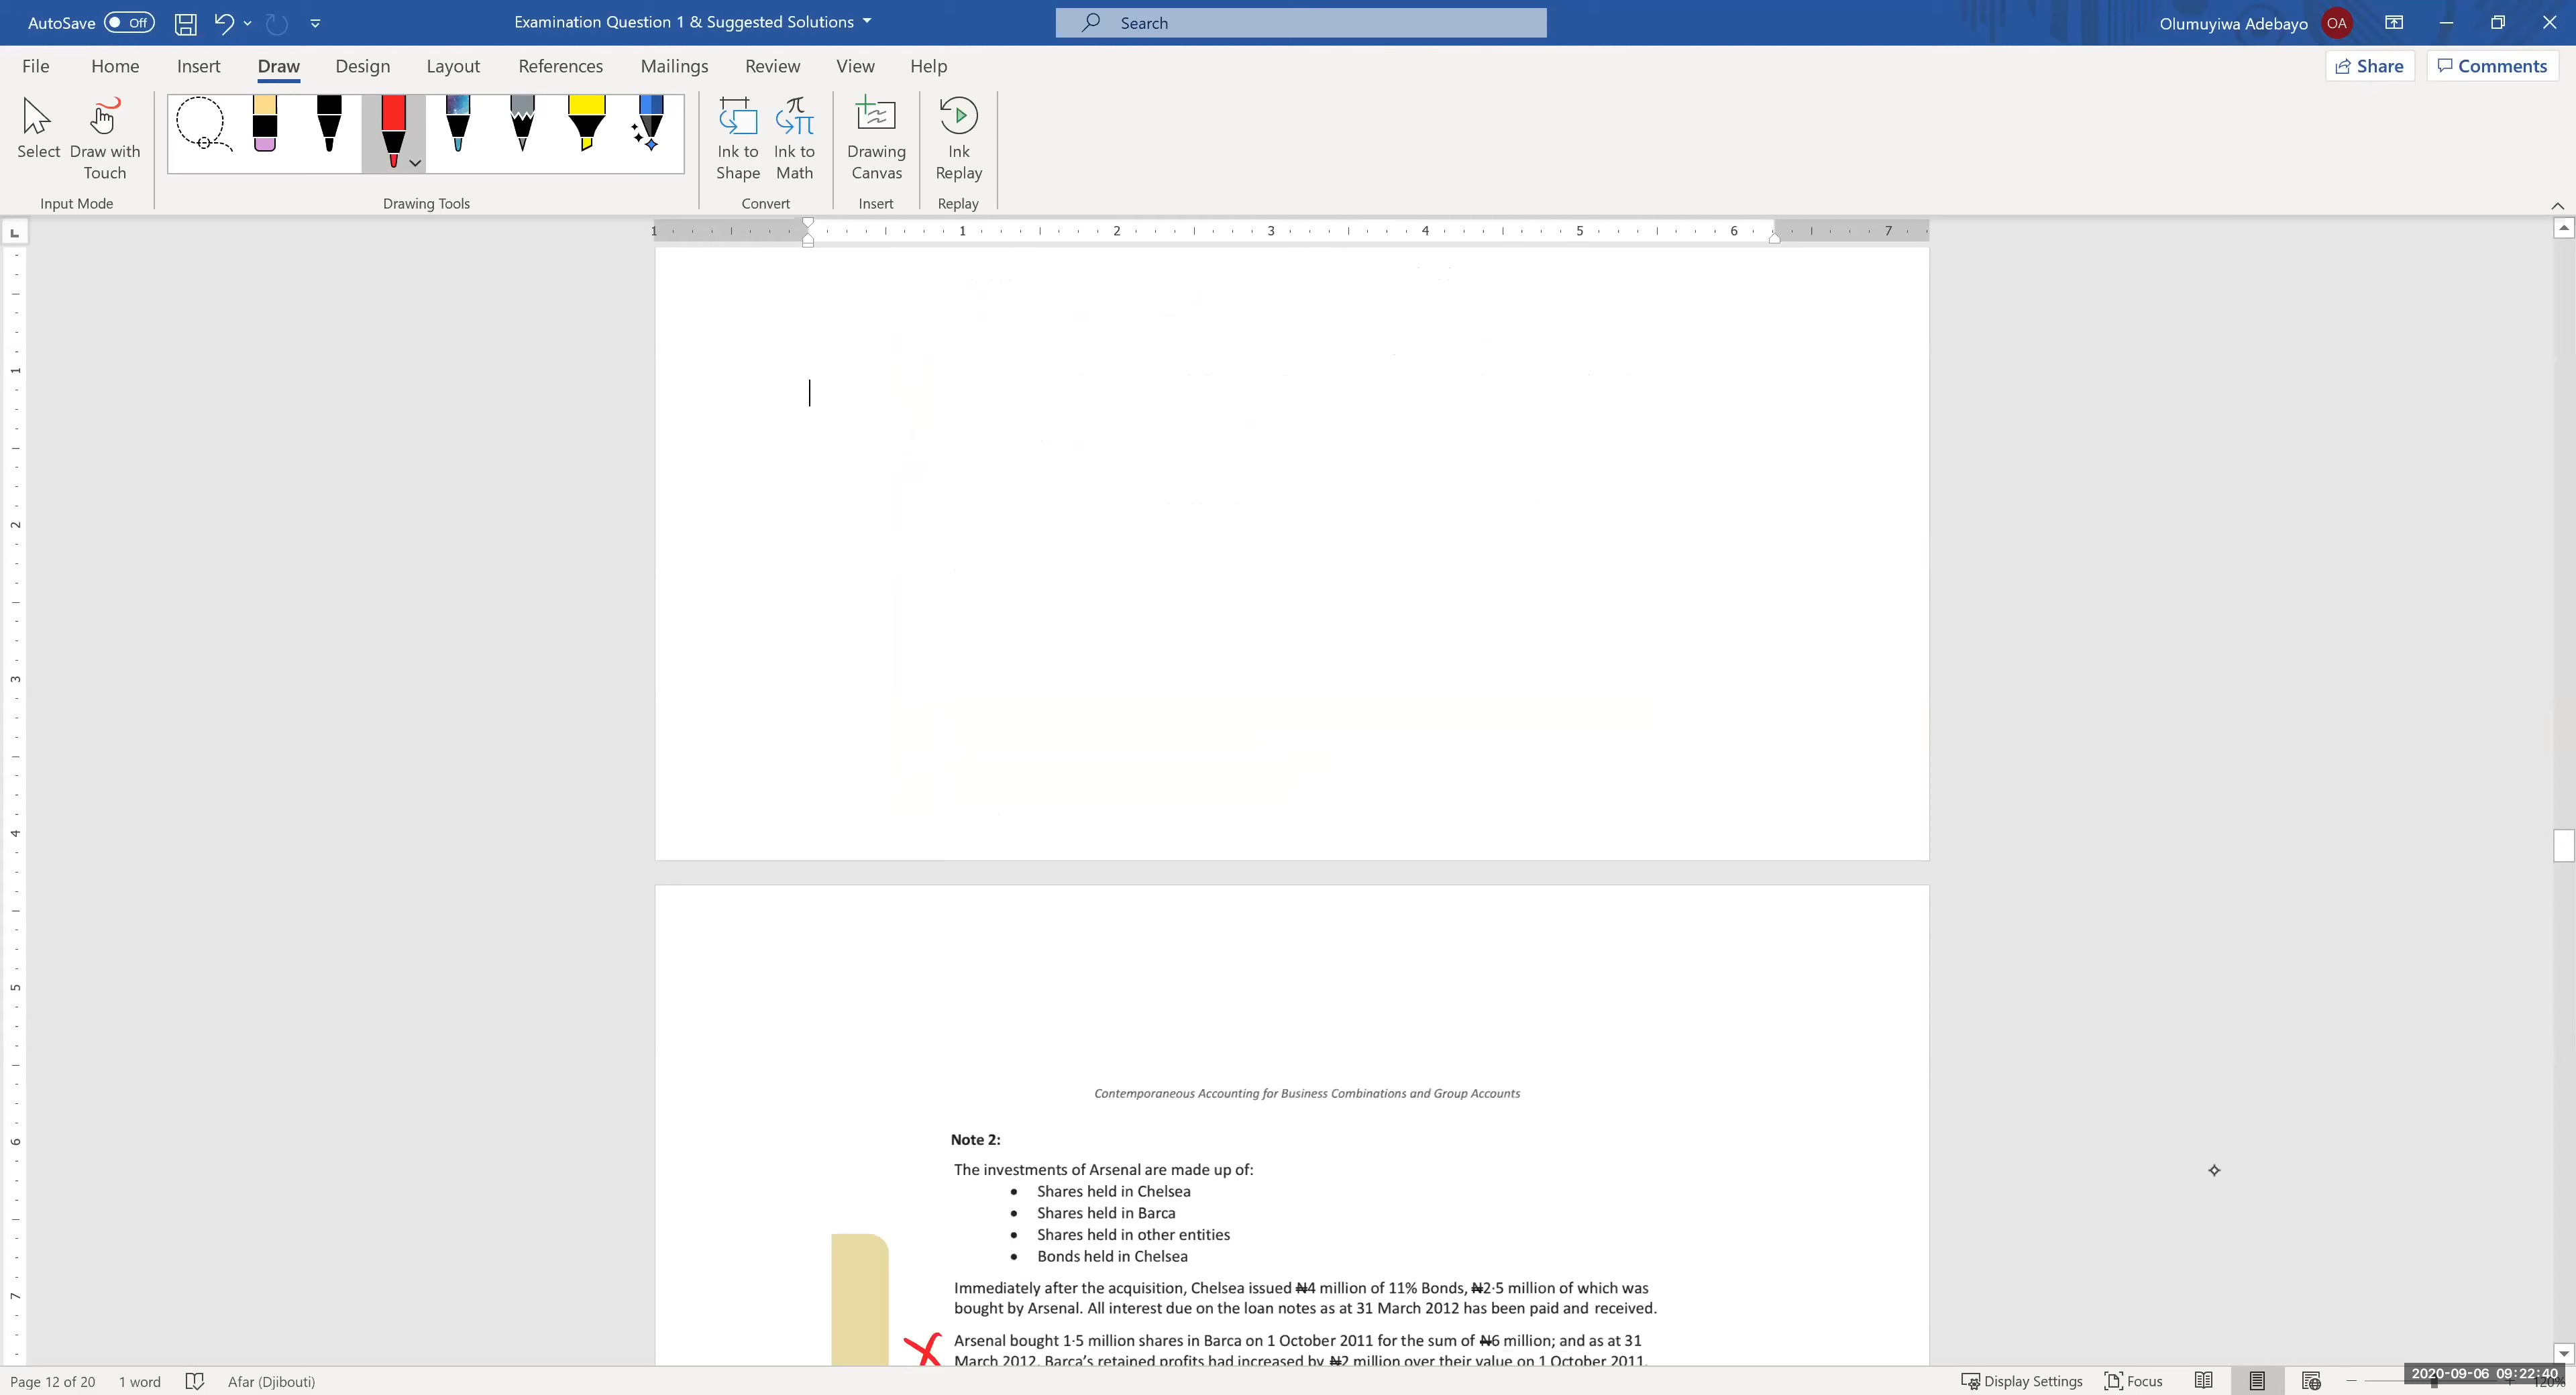 AutoSave Off Examination Question 1 & Suggested Solutions Search Olumuyiwa Adebayo OA
File Home Insert Draw Design Layout References Mailings Review View Help Share Comments
Select Draw with Touch Ink to Shape Ink to Math Drawing Canvas Ink Replay
Input Mode Drawing Tools Convert Insert Replay
L 1 1 2 3 4 5 6 7
1
2
3
4
5
6
7
Contemporaneous Accounting for Business Combinations and Group Accounts
Note 2:
The investments of Arsenal are made up of:
• Shares held in Chelsea
• Shares held in Barca
• Shares held in other entities
• Bonds held in Chelsea
Immediately after the acquisition, Chelsea issued ₦4 million of 11% Bonds, ₦2·5 million of which was
bought by Arsenal. All interest due on the loan notes as at 31 March 2012 has been paid and received.
Arsenal bought 1·5 million shares in Barca on 1 October 2011 for the sum of ₦6 million; and as at 31
March 2012, Barca's retained profits had increased by ₦2 million over their value on 1 October 2011.
Page 12 of 20 1 word Afar (Djibouti) Display Settings Focus 2020-09-06 09:22:40 120%